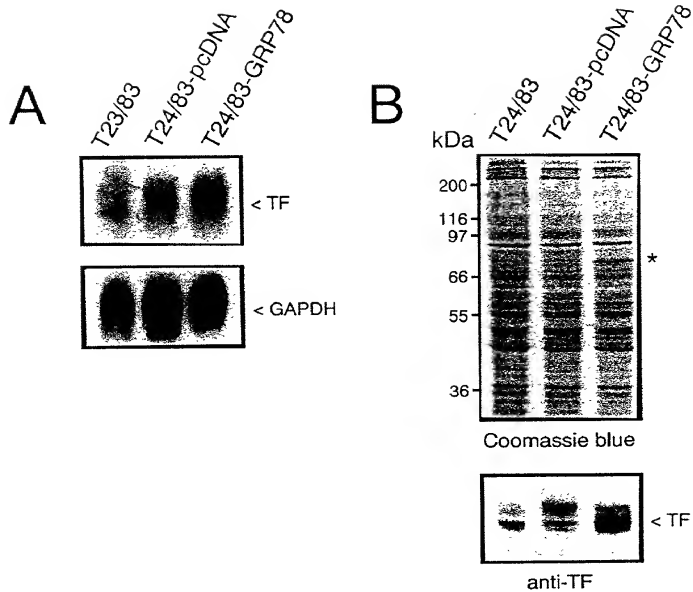 A
T23/83
T24/83-pcDNA
T24/83-GRP78
< TF
< GAPDH
B
kDa
T24/83
T24/83-pcDNA
T24/83-GRP78
200
116
97
*
66
55
36
Coomassie blue
< TF
anti-TF